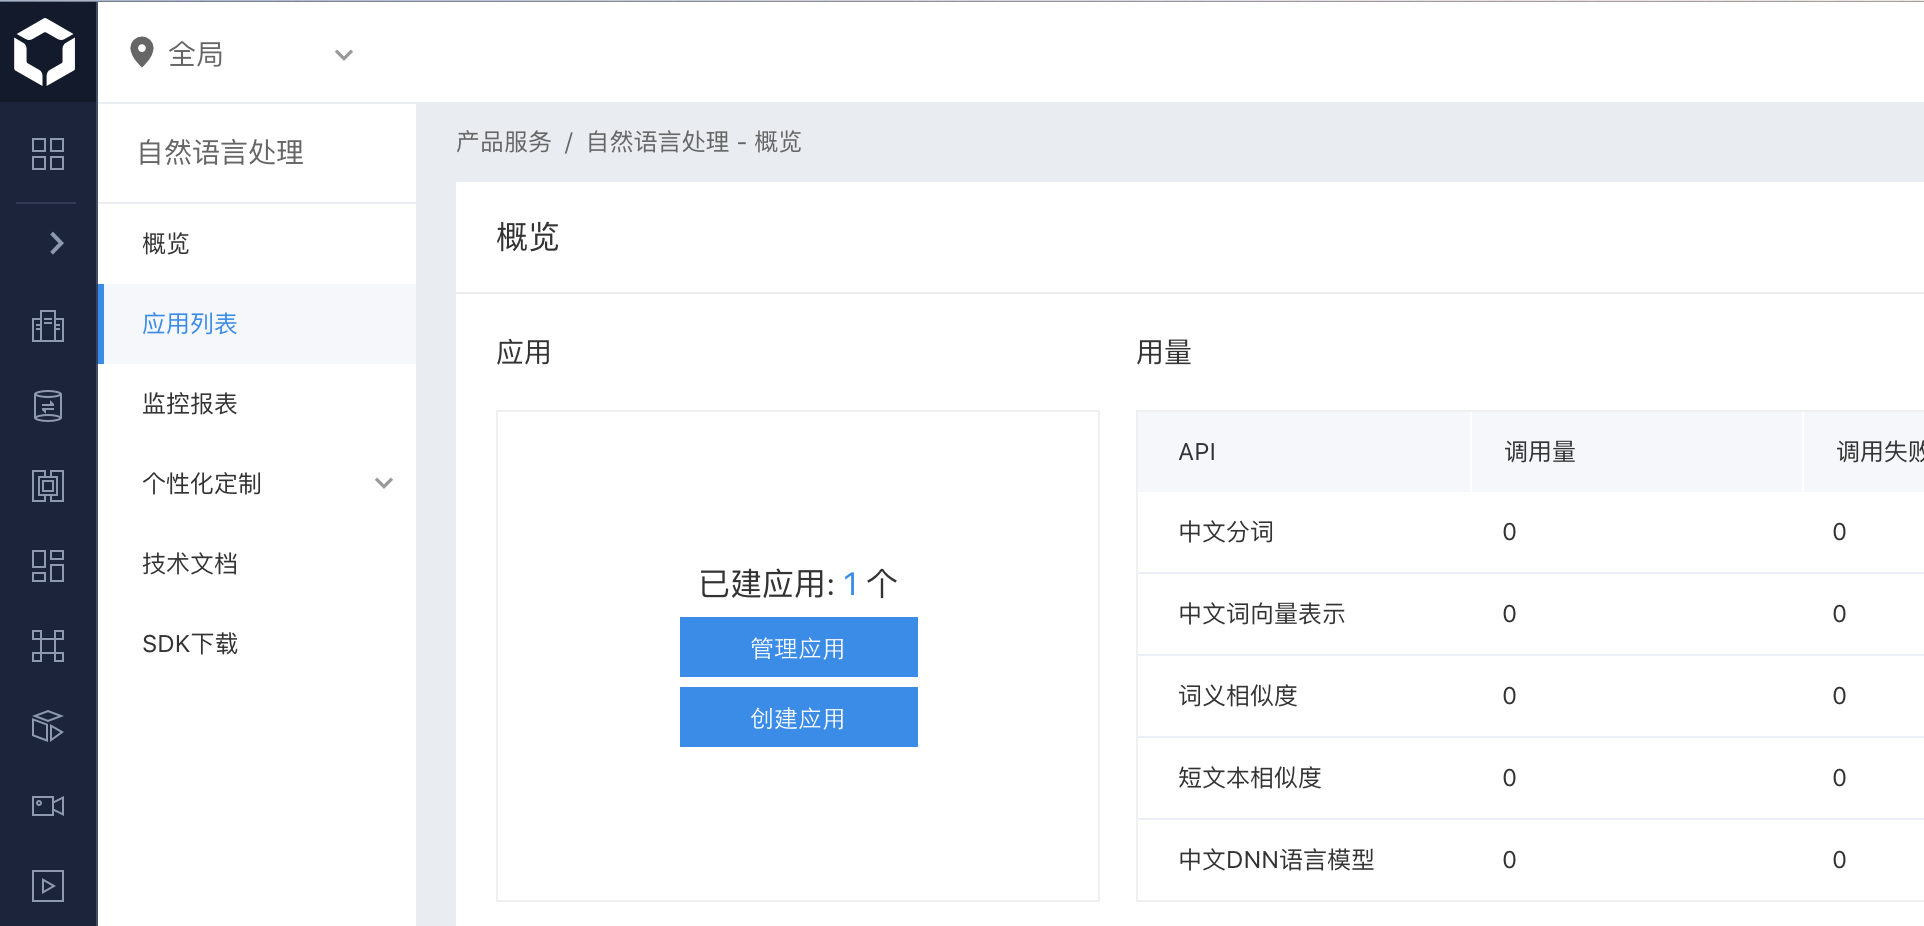 全局
自然语言处理
概览
应用列表
监控报表
个性化定制
技术文档
SDK下载
产品服务 / 自然语言处理 - 概览
概览
应用
已建应用: 1 个
管理应用
创建应用
用量
API 调用量 调用失败
中文分词 0 0
中文词向量表示 0 0
词义相似度 0 0
短文本相似度 0 0
中文DNN语言模型 0 0